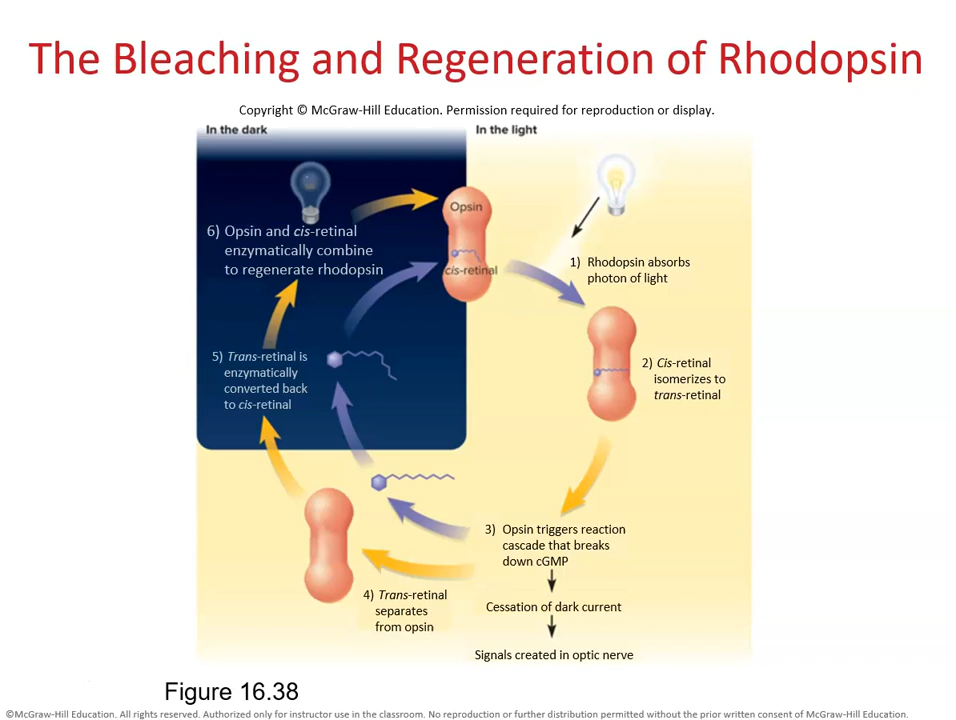 The Bleaching and Regeneration of Rhodopsin
Copyright © McGraw-Hill Education. Permission required for reproduction or display.
In the dark
In the light
Opsin
cis-retinal
6) Opsin and cis-retinal
enzymatically combine
to regenerate rhodopsin
1) Rhodopsin absorbs
photon of light
5) Trans-retinal is
enzymatically
converted back
to cis-retinal
2) Cis-retinal
isomerizes to
trans-retinal
3) Opsin triggers reaction
cascade that breaks
down cGMP
4) Trans-retinal
separates
from opsin
Cessation of dark current
Signals created in optic nerve
Figure 16.38
©McGraw-Hill Education. All rights reserved. Authorized only for instructor use in the classroom. No reproduction or further distribution permitted without the prior written consent of McGraw-Hill Education.